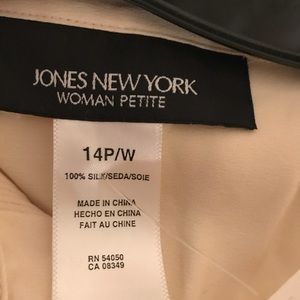 JONES NEW YORK
WOMAN PETITE
14P/W
100% SILK/SEDA/SOIE
MADE IN CHINA
HECHO EN CHINA
FAIT AU CHINE
RN 54050
CA 08349